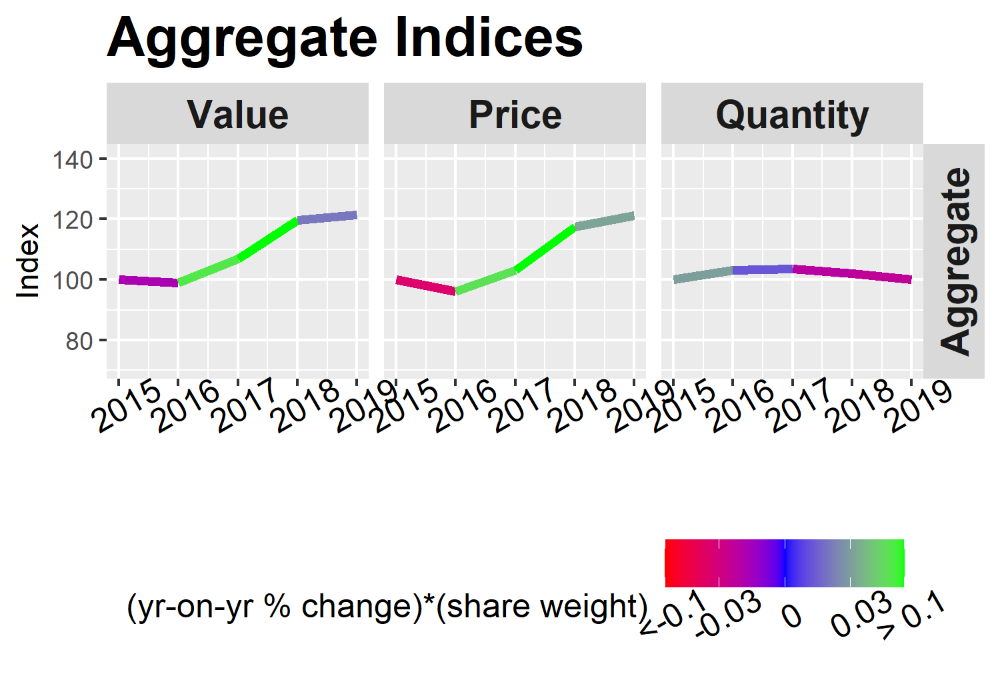 Aggregate Indices
Value Price Quantity
Aggregate
Index
140
120
100
80
2015 2016 2017 2018 2019 2015 2016 2017 2018 2019 2015 2016 2017 2018 2019
(yr-on-yr % change)*(share weight)
<-0.1 -0.03 0 0.03 > 0.1